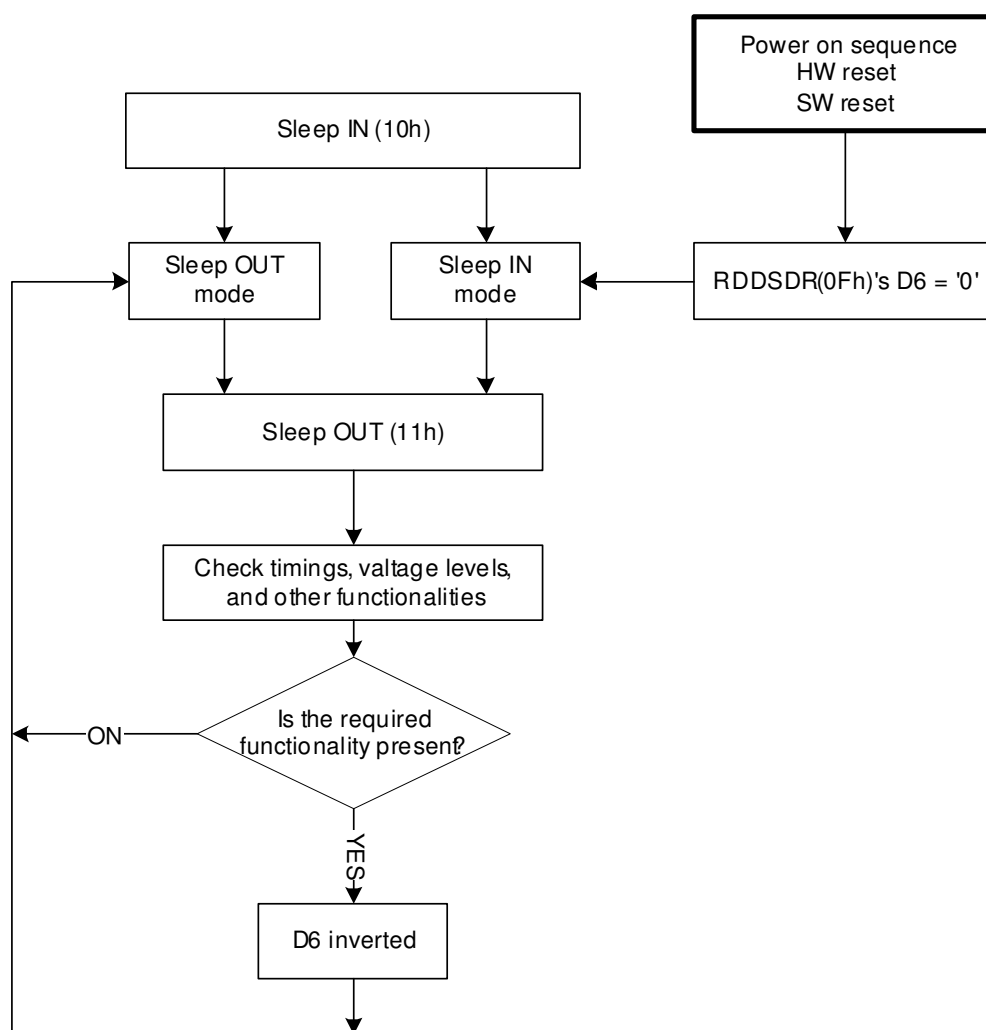 Power on sequence
HW reset
SW reset
Sleep IN (10h)
Sleep OUT
mode
Sleep IN
mode
RDDSDR(0Fh)'s D6 = '0'
Sleep OUT (11h)
Check timings, valtage levels,
and other functionalities
Is the required
functionality present?
ON
YES
D6 inverted